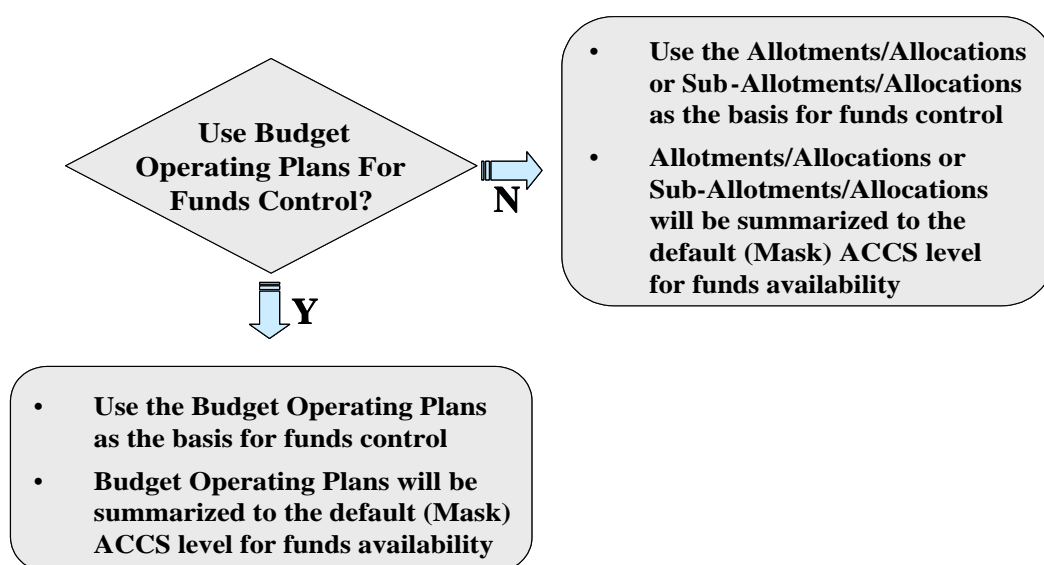 Use Budget
Operating Plans For
Funds Control?
N
• Use the Allotments/Allocations
or Sub-Allotments/Allocations
as the basis for funds control
• Allotments/Allocations or
Sub-Allotments/Allocations
will be summarized to the
default (Mask) ACCS level
for funds availability
Y
• Use the Budget Operating Plans
as the basis for funds control
• Budget Operating Plans will be
summarized to the default (Mask)
ACCS level for funds availability